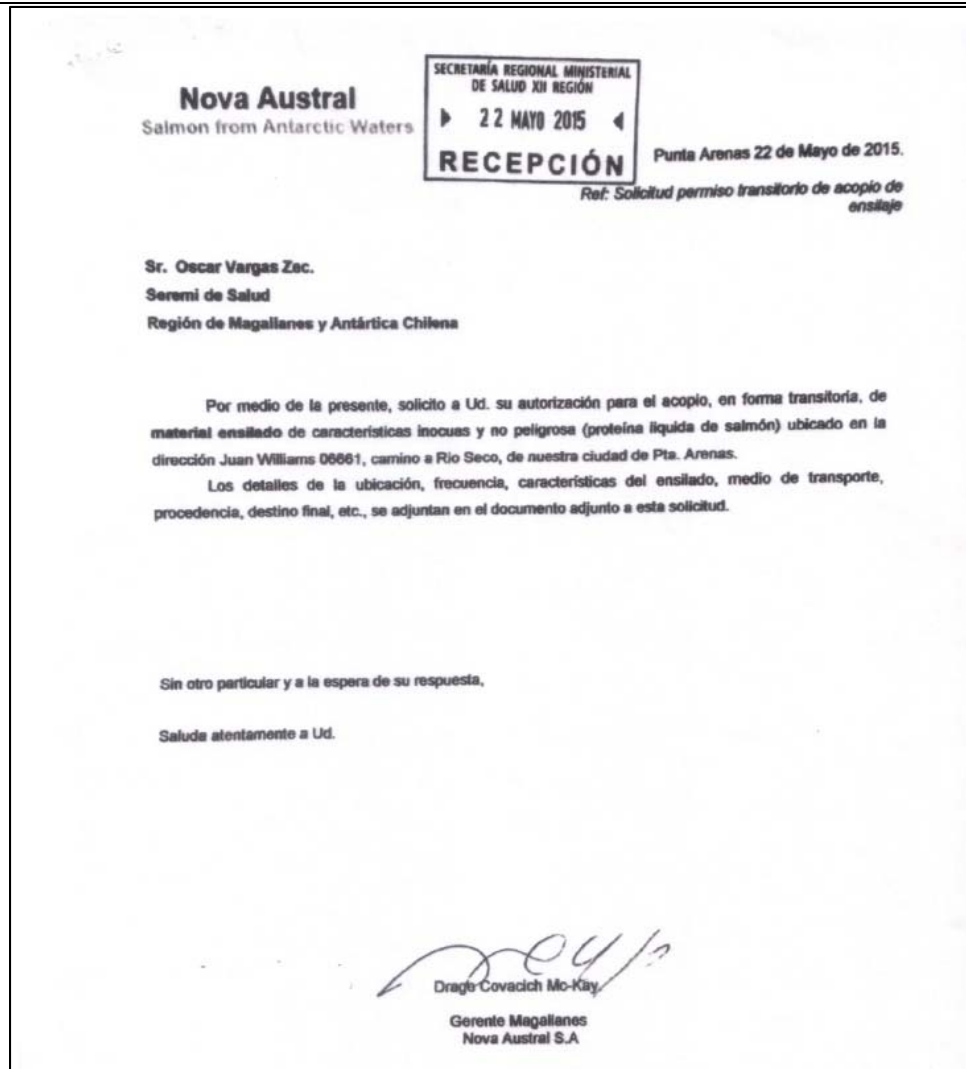 Nova Austral
Salmon from Antarctic Waters
SECRETARÍA REGIONAL MINISTERIAL
DE SALUD XII REGIÓN
22 MAYO 2015
RECEPCIÓN
Punta Arenas 22 de Mayo de 2015.
Ref: Solicitud permiso transitorio de acopio de
ensilaje
Sr. Oscar Vargas Zec.
Seremi de Salud
Región de Magallanes y Antártica Chilena
Por medio de la presente, solicito a Ud. su autorización para el acopio, en forma transitoria, de
material ensilado de características inocuas y no peligrosa (proteína liquida de salmón) ubicado en la
dirección Juan Williams 06661, camino a Rio Seco, de nuestra ciudad de Pta. Arenas.
Los detalles de la ubicación, frecuencia, características del ensilado, medio de transporte,
procedencia, destino final, etc., se adjuntan en el documento adjunto a esta solicitud.
Sin otro particular y a la espera de su respuesta,
Saluda atentamente a Ud.
Drago Covacich Mc-Kay
Gerente Magallanes
Nova Austral S.A